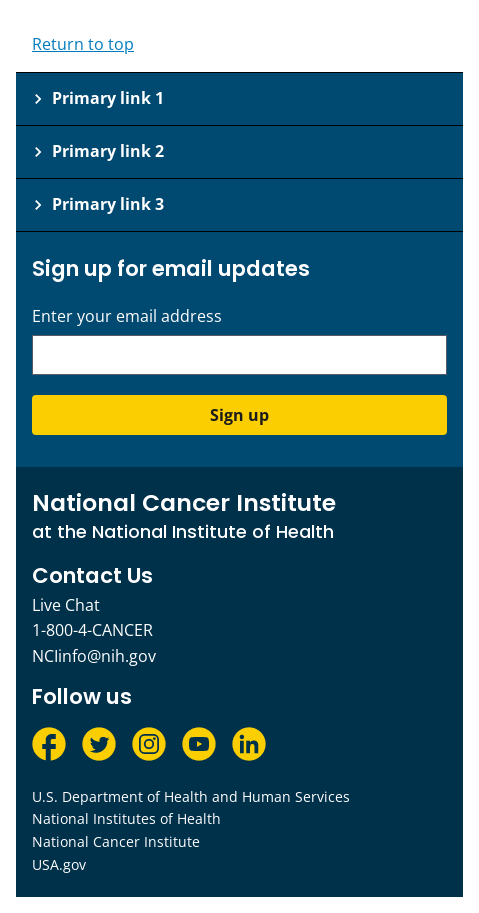 Return to top
Primary link 1
Primary link 2
Primary link 3
Sign up for email updates
Enter your email address
Sign up
National Cancer Institute
at the National Institute of Health
Contact Us
Live Chat
1-800-4-CANCER
NCIinfo@nih.gov
Follow us
U.S. Department of Health and Human Services
National Institutes of Health
National Cancer Institute
USA.gov